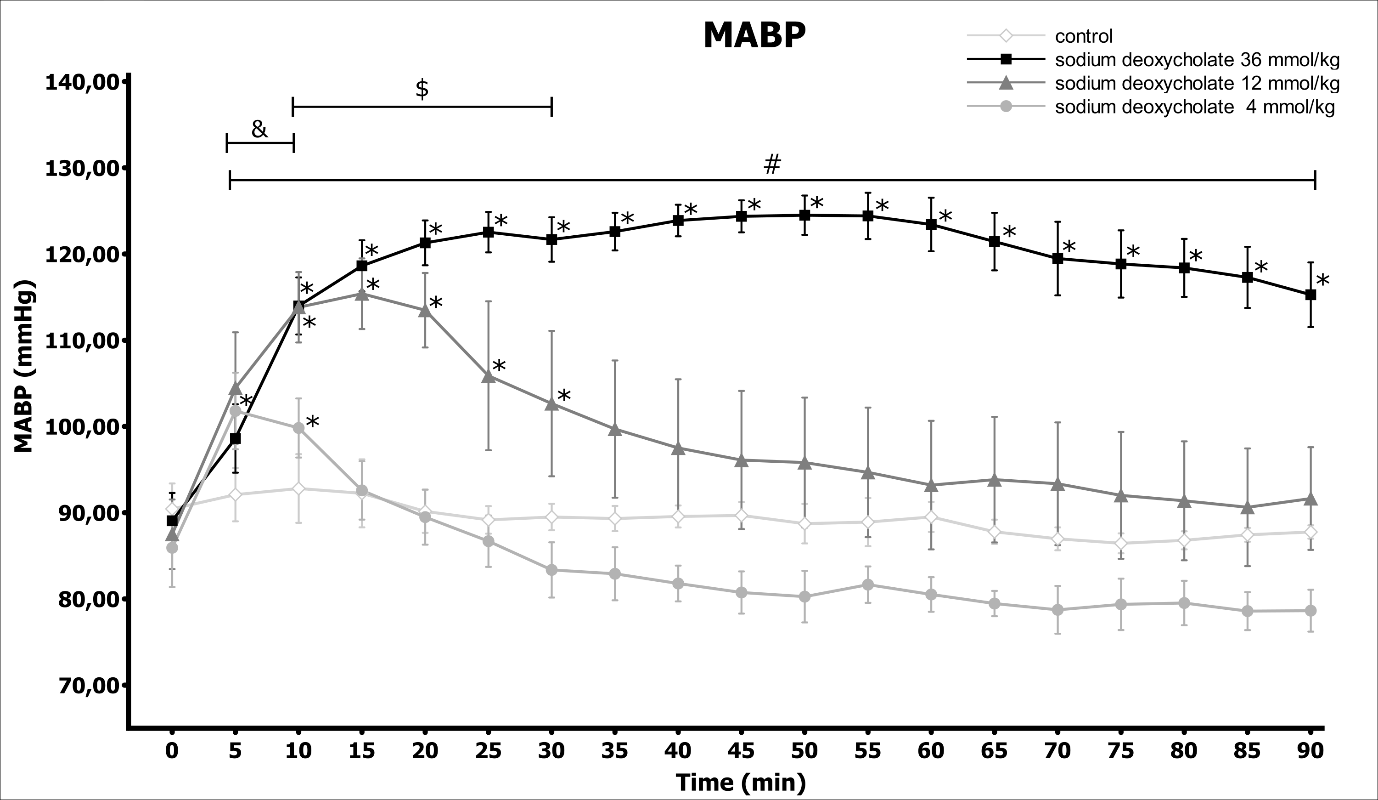 MABP
control
sodium deoxycholate 36 mmol/kg
sodium deoxycholate 12 mmol/kg
sodium deoxycholate  4 mmol/kg
$
&
#
* * * * * * * * * * * * * * * * *
* * * * *
* *
MABP (mmHg)
140,00
130,00
120,00
110,00
100,00
90,00
80,00
70,00
0 5 10 15 20 25 30 35 40 45 50 55 60 65 70 75 80 85 90
Time (min)